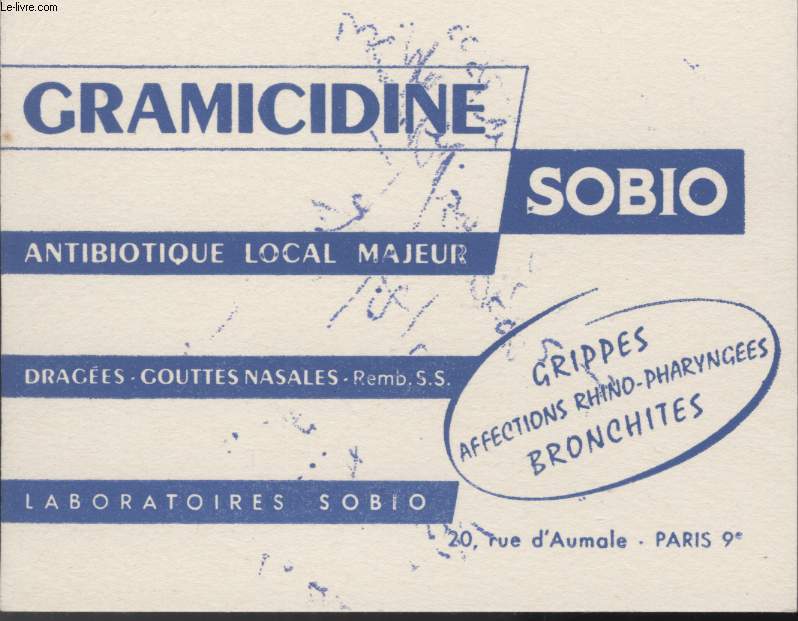 Le-livre.com
GRAMICIDINE
SOBIO
ANTIBIOTIQUE LOCAL MAJEUR
GRIPPES
AFFECTIONS RHINO-PHARYNGEES
BRONCHITES
DRAGÉES - GOUTTES NASALES - Remb. S.S.
LABORATOIRES SOBIO
20, rue d'Aumale - PARIS 9e